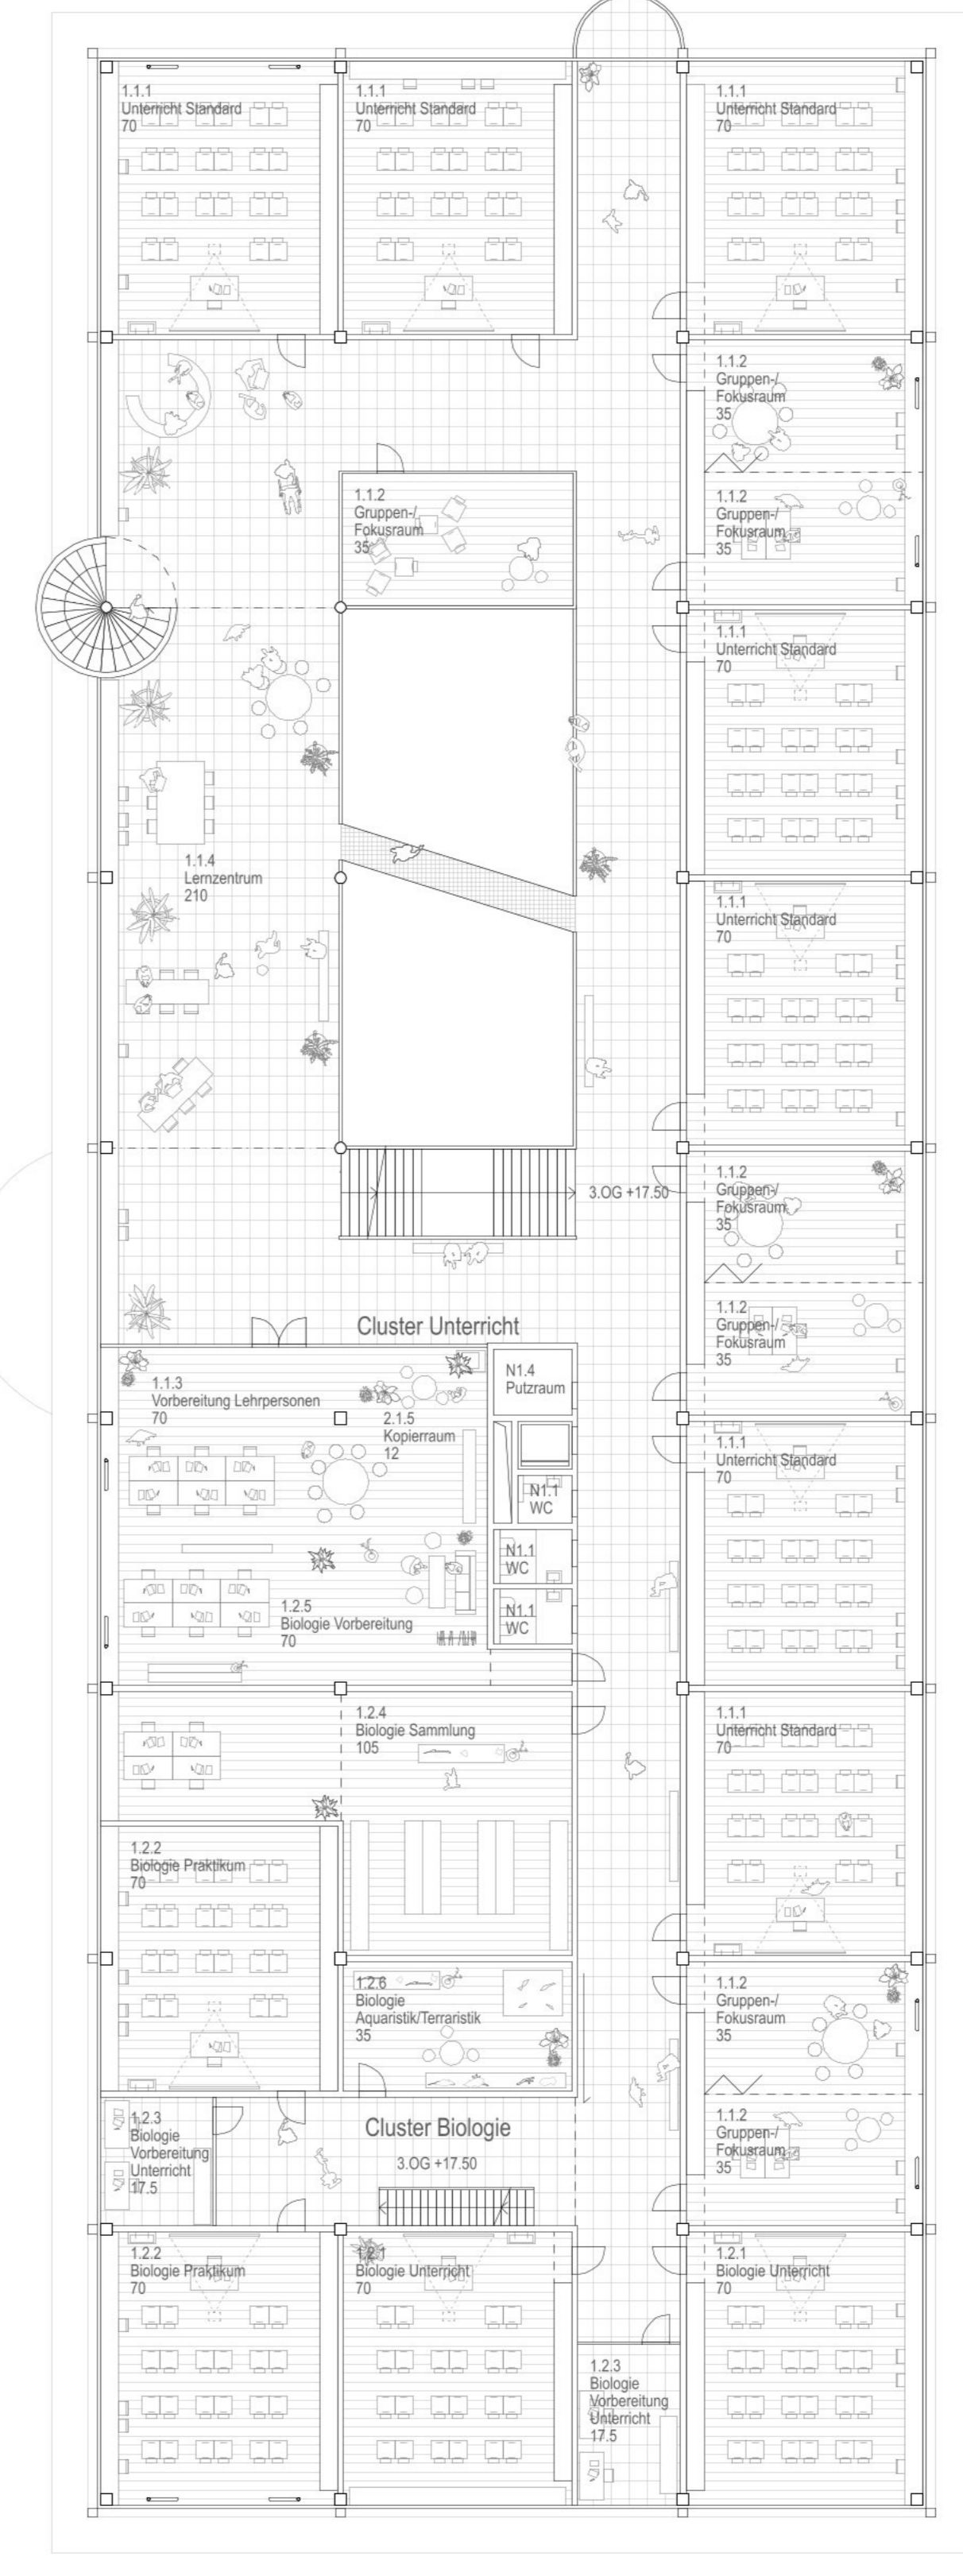 1.1.1
Unterricht Standard
70
1.1.1
Unterricht Standard
70
1.1.1
Unterricht Standard
70
1.1.2
Gruppen-/
Fokusraum
35
1.1.2
Gruppen-/
Fokusraum
35
1.1.2
Gruppen-/
Fokusraum
35
1.1.1
Unterricht Standard
70
1.1.4
Lernzentrum
210
1.1.1
Unterricht Standard
70
3.OG +17.50
1.1.2
Gruppen-/
Fokusraum
35
Cluster Unterricht
1.1.2
Gruppen-/
Fokusraum
35
1.1.3
Vorbereitung Lehrpersonen
70
2.1.5
Kopierraum
12
N1.4
Putzraum
N1.1
WC
N1.1
WC
N1.1
WC
1.1.1
Unterricht Standard
70
1.2.5
Biologie Vorbereitung
70
1.2.4
Biologie Sammlung
105
1.1.1
Unterricht Standard
70
1.2.2
Biologie Praktikum
70
1.2.6
Biologie
Aquaristik/Terraristik
35
1.1.2
Gruppen-/
Fokusraum
35
1.2.3
Biologie
Vorbereitung
Unterricht
17.5
Cluster Biologie
3.OG +17.50
1.1.2
Gruppen-/
Fokusraum
35
1.2.2
Biologie Praktikum
70
1.2.1
Biologie Unterricht
70
1.2.1
Biologie Unterricht
70
1.2.3
Biologie
Vorbereitung
Unterricht
17.5